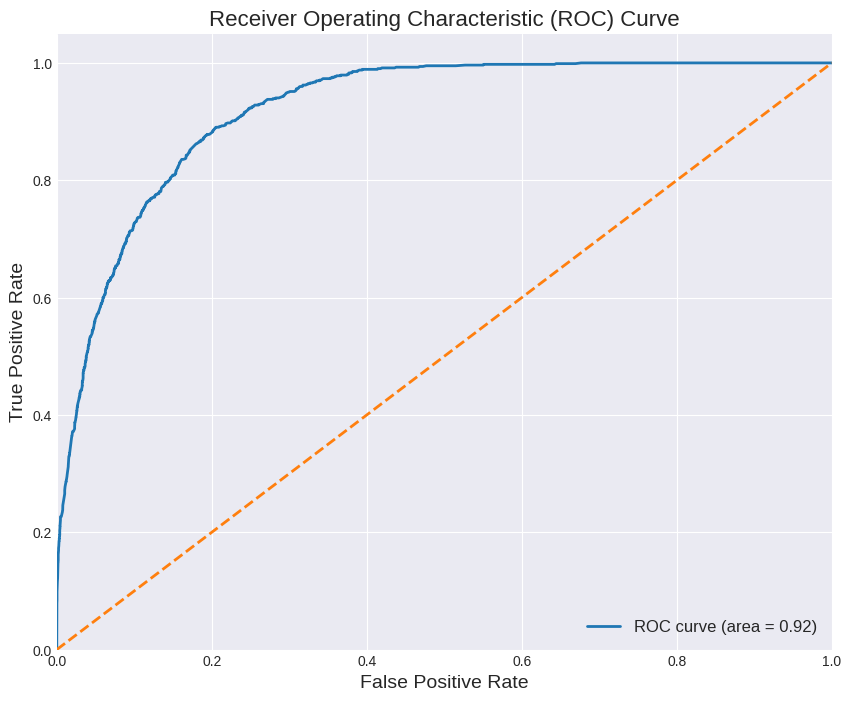 Receiver Operating Characteristic (ROC) Curve
1.0
0.8
0.6
0.4
0.2
0.0
True Positive Rate
ROC curve (area = 0.92)
0.0 0.2 0.4 0.6 0.8 1.0
False Positive Rate